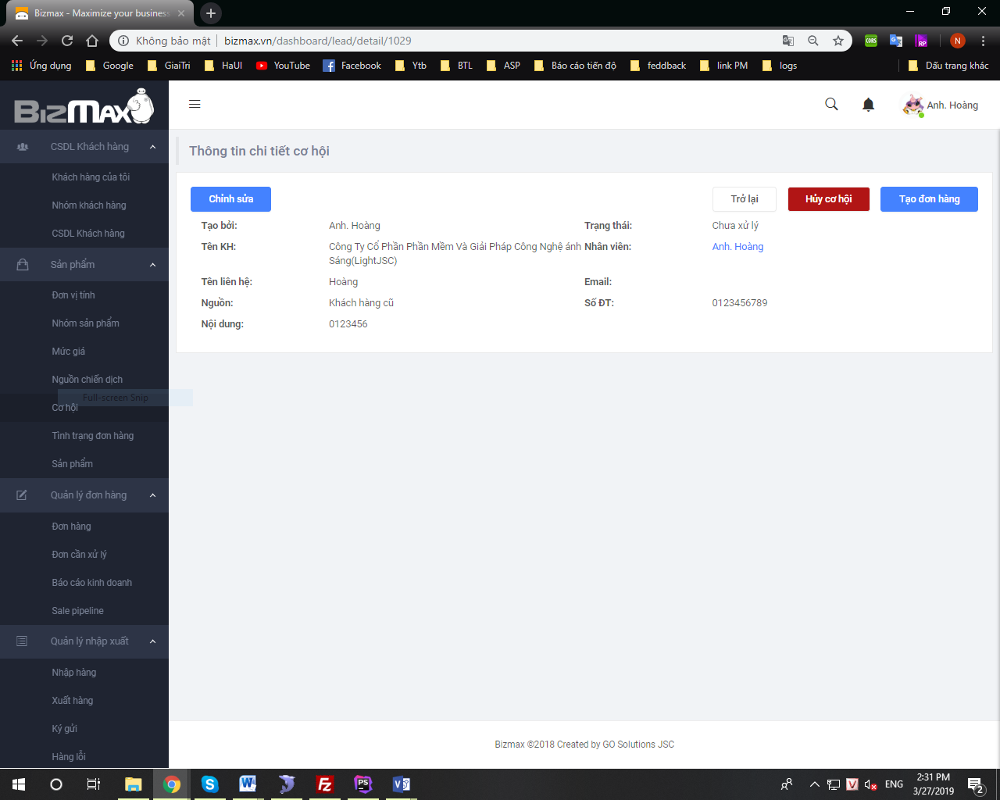 Bizmax - Maximize your business
Không bảo mật bizmax.vn/dashboard/lead/detail/1029
CORS RP N
Ứng dụng Google GiaiTri HaUI YouTube Facebook Ytb BTL ASP Báo cáo tiến độ feddback link PM logs Dấu trang khác
BIZMAX
Anh. Hoàng
CSDL Khách hàng
Khách hàng của tôi
Nhóm khách hàng
CSDL Khách hàng
Sản phẩm
Đơn vị tính
Nhóm sản phẩm
Mức giá
Nguồn chiến dịch
Full-screen Snip
Cơ hội
Tình trạng đơn hàng
Sản phẩm
Quản lý đơn hàng
Đơn hàng
Đơn cần xử lý
Báo cáo kinh doanh
Sale pipeline
Quản lý nhập xuất
Nhập hàng
Xuất hàng
Ký gửi
Hàng lỗi
Thông tin chi tiết cơ hội
Chỉnh sửa Trở lại Hủy cơ hội Tạo đơn hàng
Tạo bởi: Anh. Hoàng Trạng thái: Chưa xử lý
Tên KH: Công Ty Cổ Phần Phần Mềm Và Giải Pháp Công Nghệ ánh Nhân viên: Anh. Hoàng
Sáng(LightJSC)
Tên liên hệ: Hoàng Email:
Nguồn: Khách hàng cũ Số ĐT: 0123456789
Nội dung: 0123456
Bizmax ©2018 Created by GO Solutions JSC
ENG 2:31 PM
3/27/2019 2